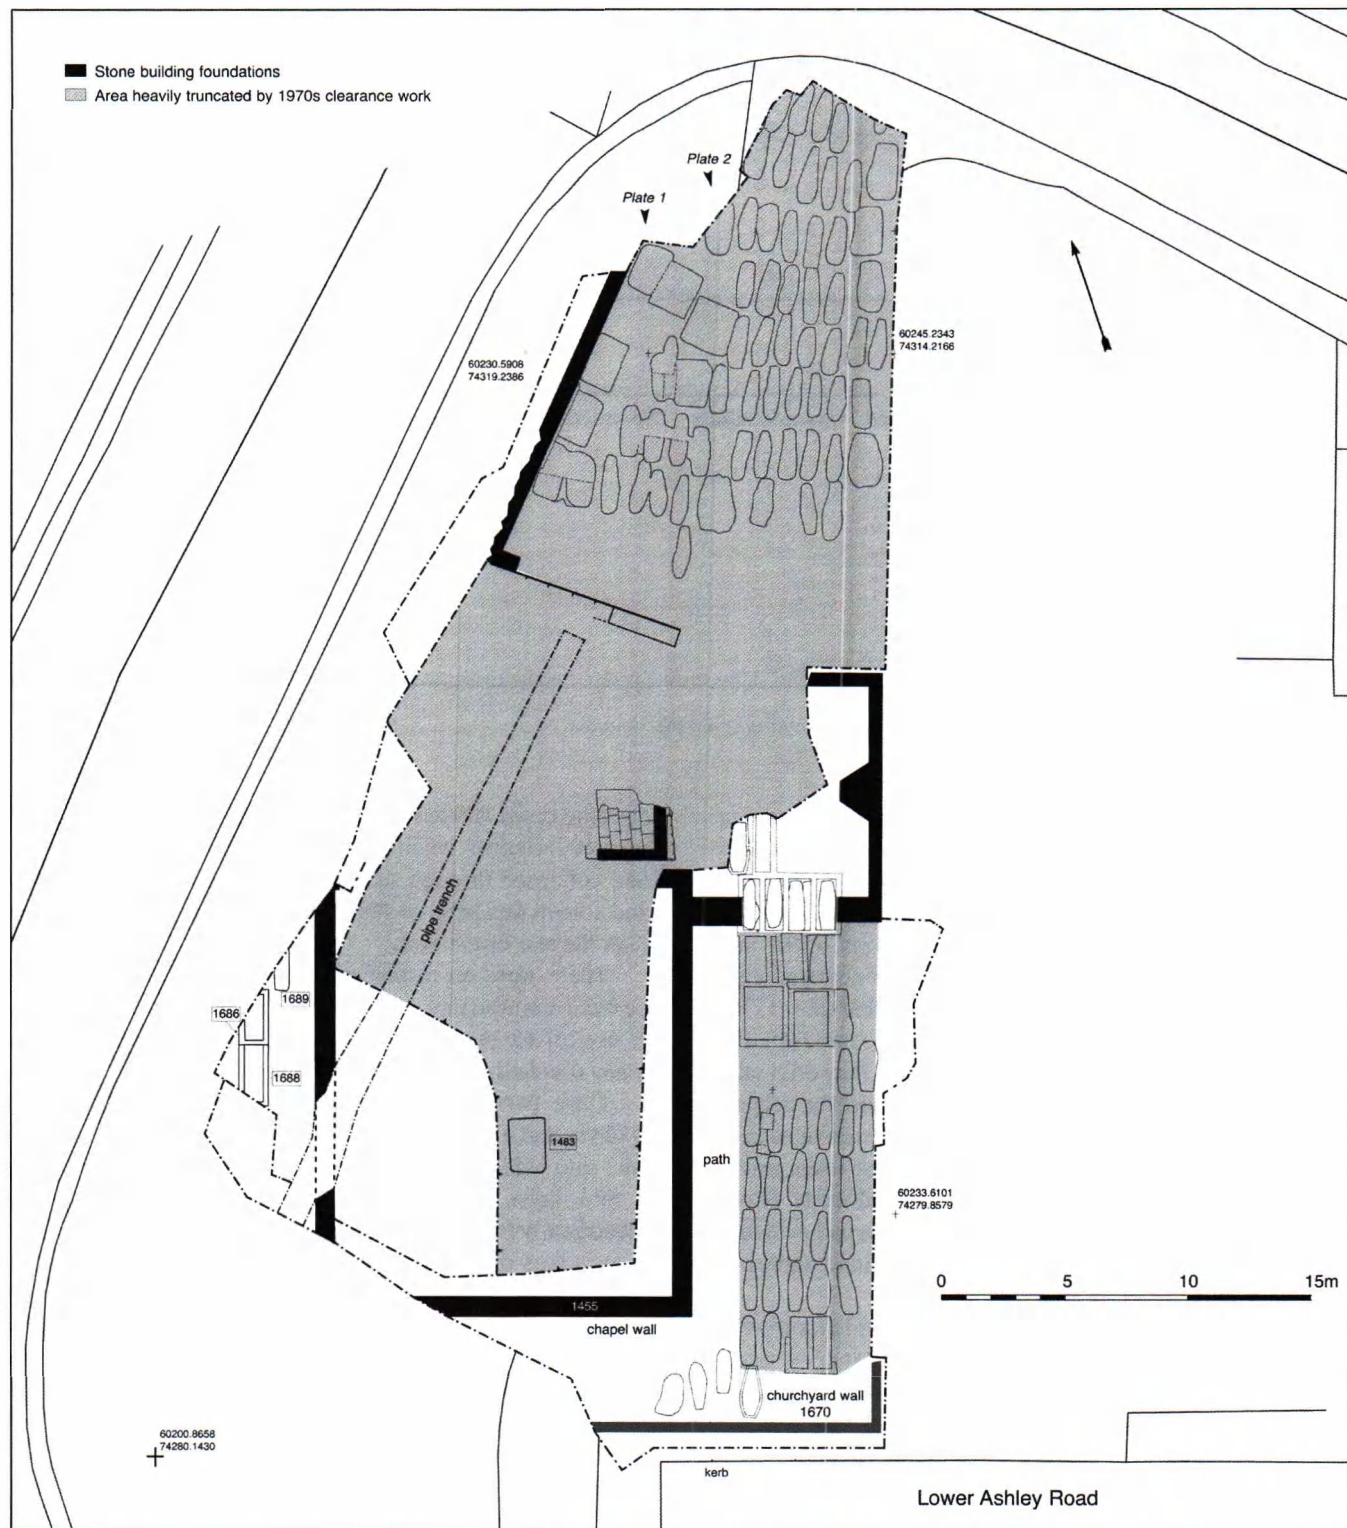 Stone building foundations
Area heavily truncated by 1970s clearance work
Plate 2
Plate 1
60245.2343
74314.2166
60230.5908
74319.2386
pipe trench
1689
1686
1688
1483
path
60233.6101
74279.8579
0 5 10 15m
1455
chapel wall
churchyard wall
1670
60200.8658
74280.1430
kerb
Lower Ashley Road